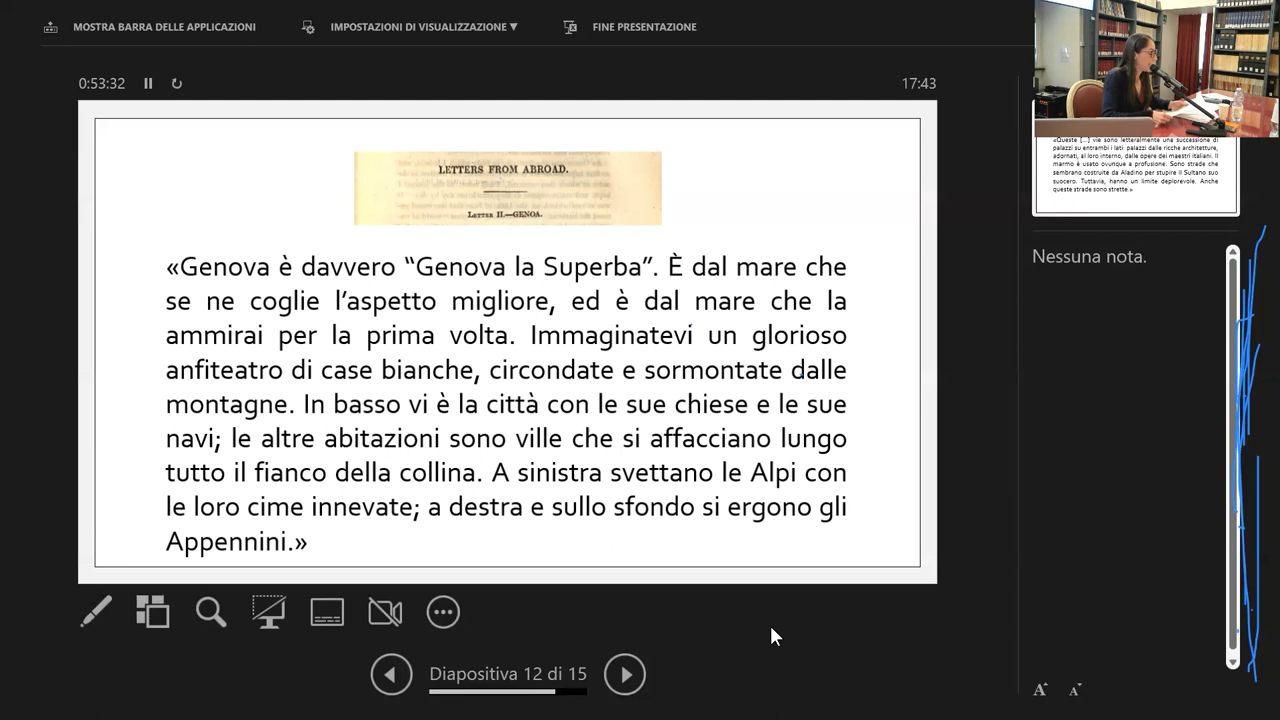 MOSTRA BARRA DELLE APPLICAZIONI
IMPOSTAZIONI DI VISUALIZZAZIONE ▼
FINE PRESENTAZIONE
0:53:32
17:43
LETTERS FROM ABROAD.
LETTER II.—GENOA.
«Genova è davvero “Genova la Superba”. È dal mare che
se ne coglie l’aspetto migliore, ed è dal mare che la
ammirai per la prima volta. Immaginatevi un glorioso
anfiteatro di case bianche, circondate e sormontate dalle
montagne. In basso vi è la città con le sue chiese e le sue
navi; le altre abitazioni sono ville che si affacciano lungo
tutto il fianco della collina. A sinistra svettano le Alpi con
le loro cime innevate; a destra e sullo sfondo si ergono gli
Appennini.»
Diapositiva 12 di 15
«Queste [...] vie sono letteralmente una successione di
palazzi su entrambi i lati palazzi dalle ricche architetture,
adornati, al loro interno, dalle opere dei maestri italiani. Il
marmo è usato ovunque a profusione. Sono strade che
sembrano costruite da Aladino per stupire il Sultano suo
suocero. Tuttavia, hanno un limite deplorevole. Anche
queste strade sono strette.»
Nessuna nota.
A A